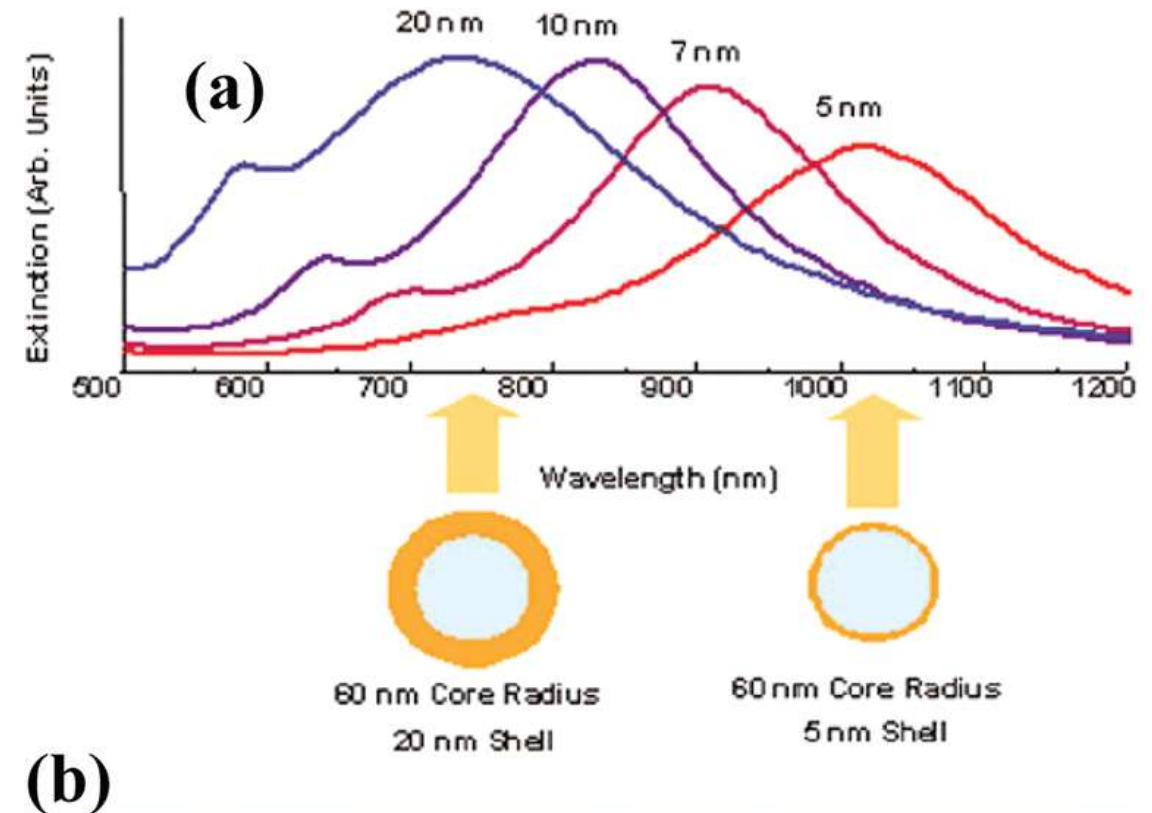 20 nm 10 nm
7 nm
5 nm
(a)
Extinction (Arb. Units)
500 600 700 800 900 1000 1100 1200
Wavelength (nm)
60 nm Core Radius
20 nm Shell
60 nm Core Radius
5 nm Shell
(b)